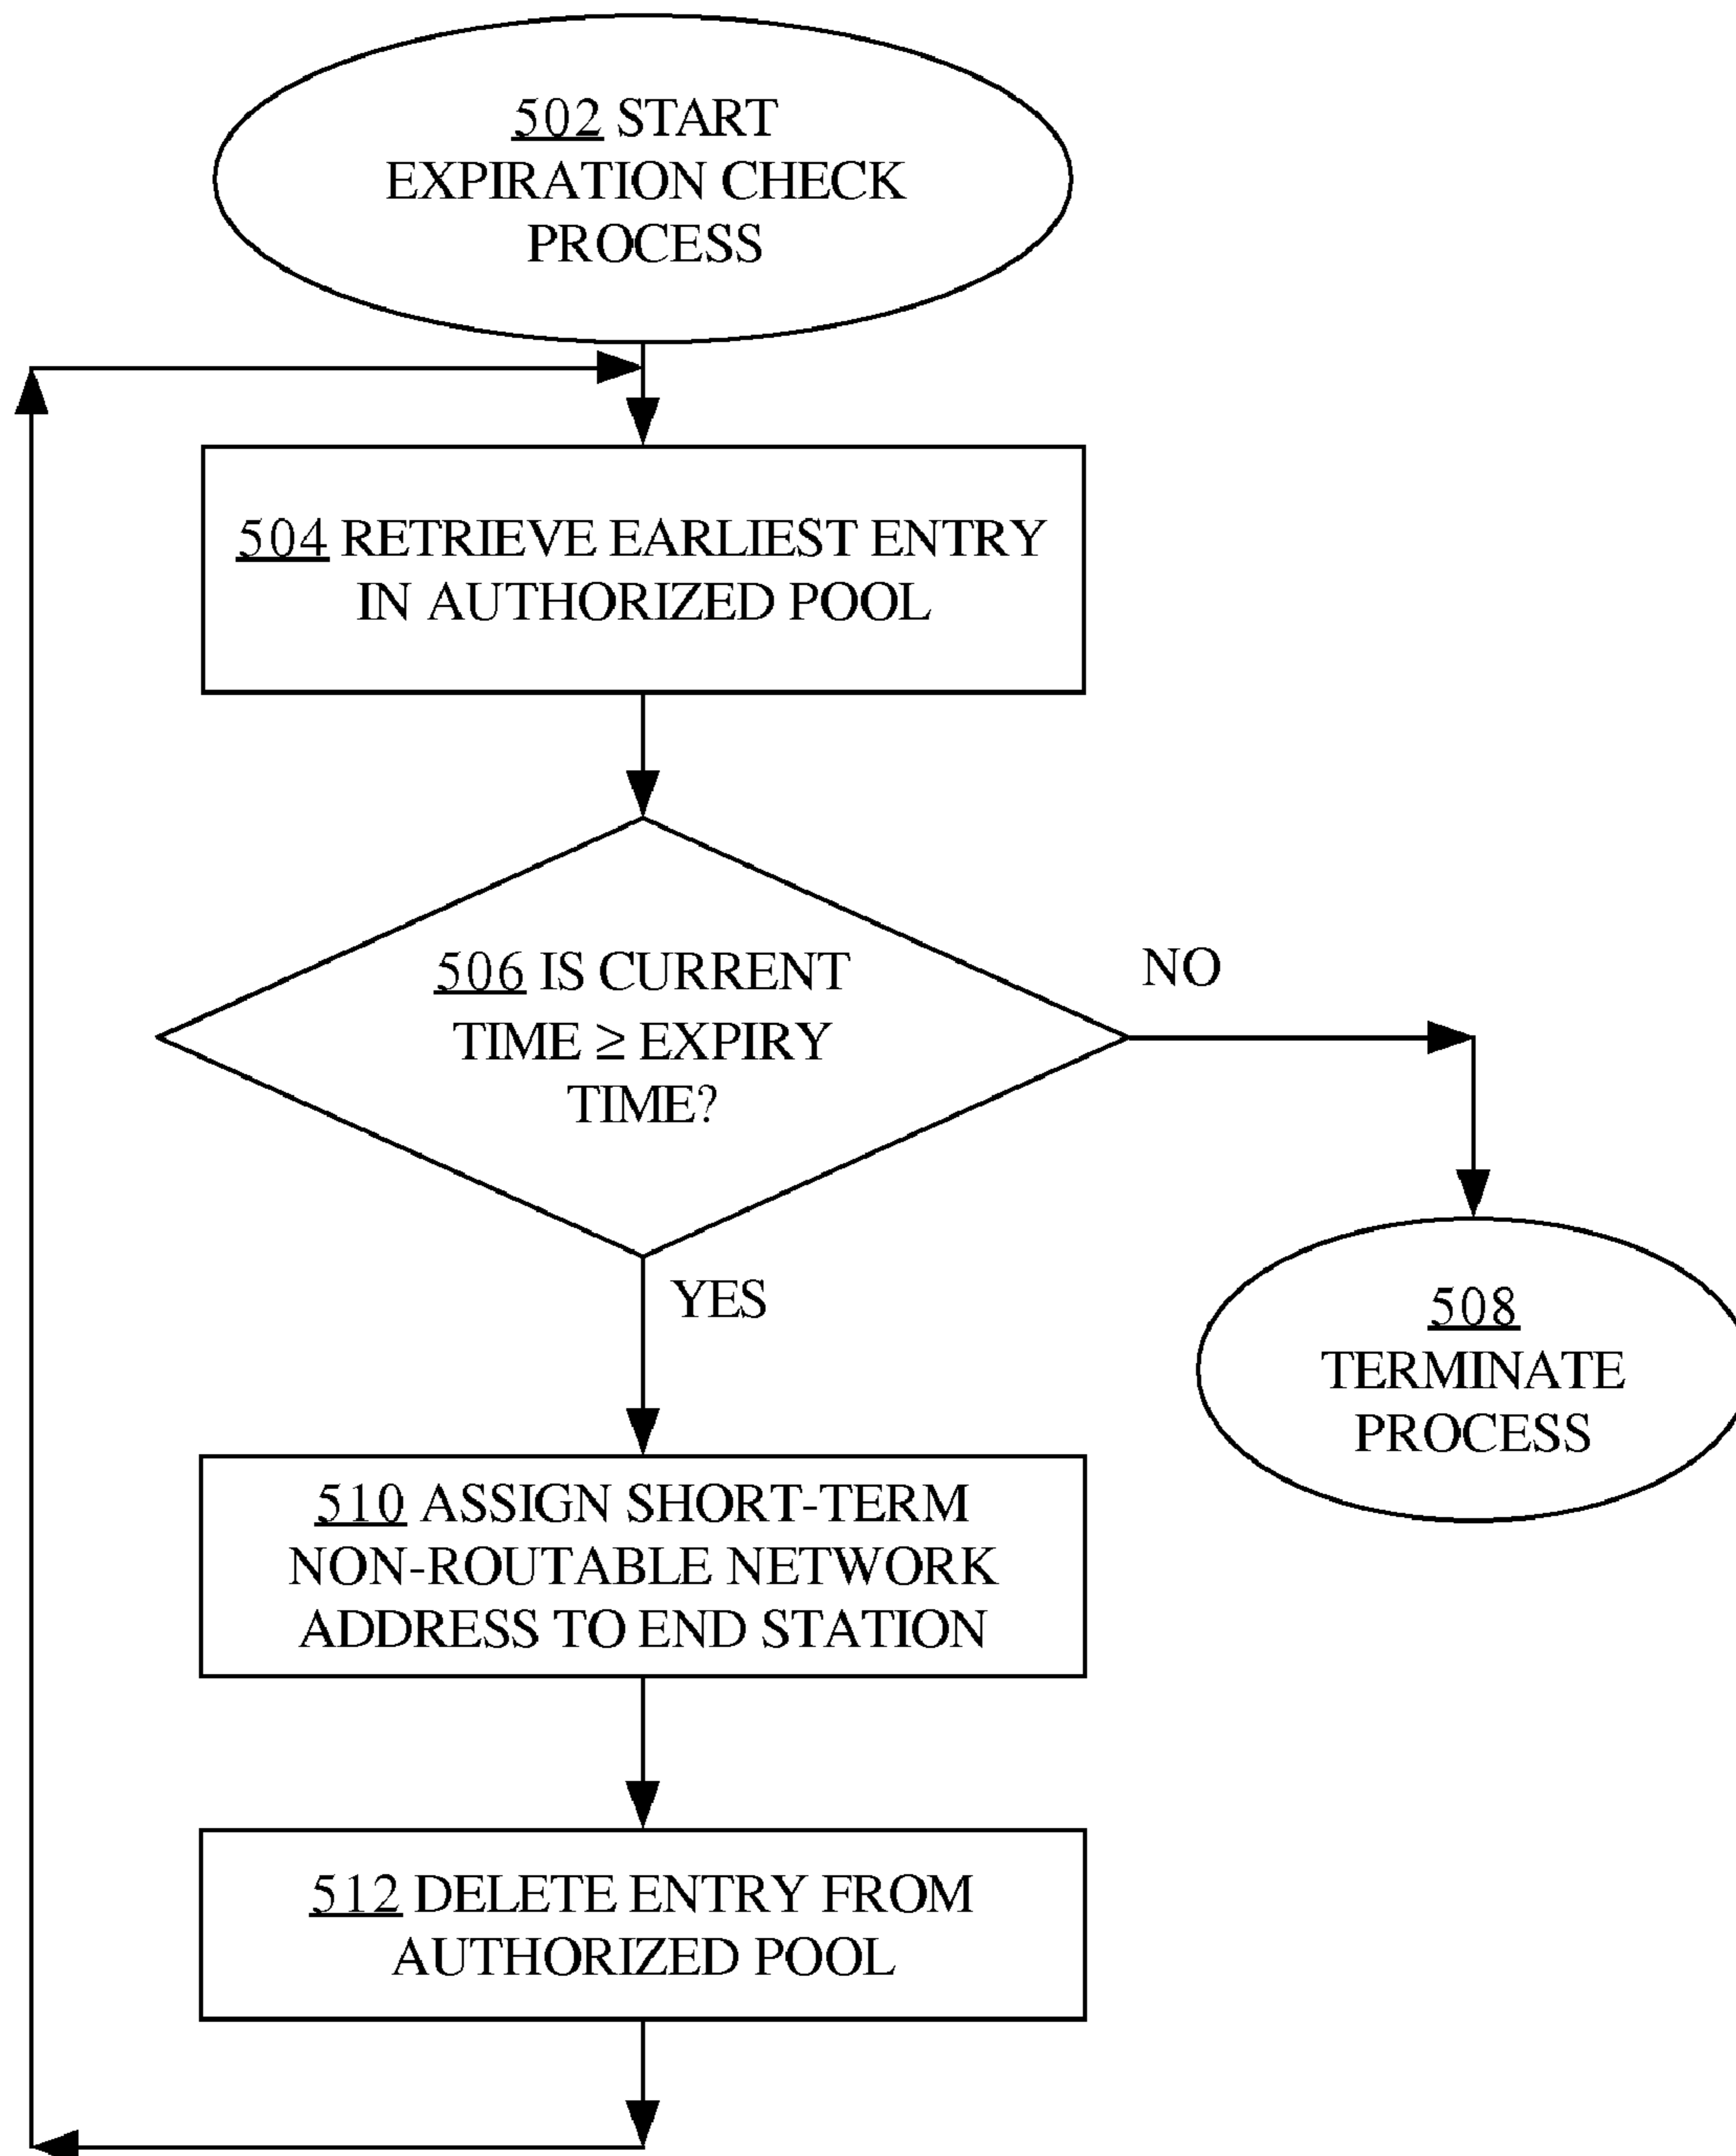 502 START
EXPIRATION CHECK
PROCESS
504 RETRIEVE EARLIEST ENTRY
IN AUTHORIZED POOL
506 IS CURRENT
TIME ≥ EXPIRY
TIME?
NO
YES
508
TERMINATE
PROCESS
510 ASSIGN SHORT-TERM
NON-ROUTABLE NETWORK
ADDRESS TO END STATION
512 DELETE ENTRY FROM
AUTHORIZED POOL